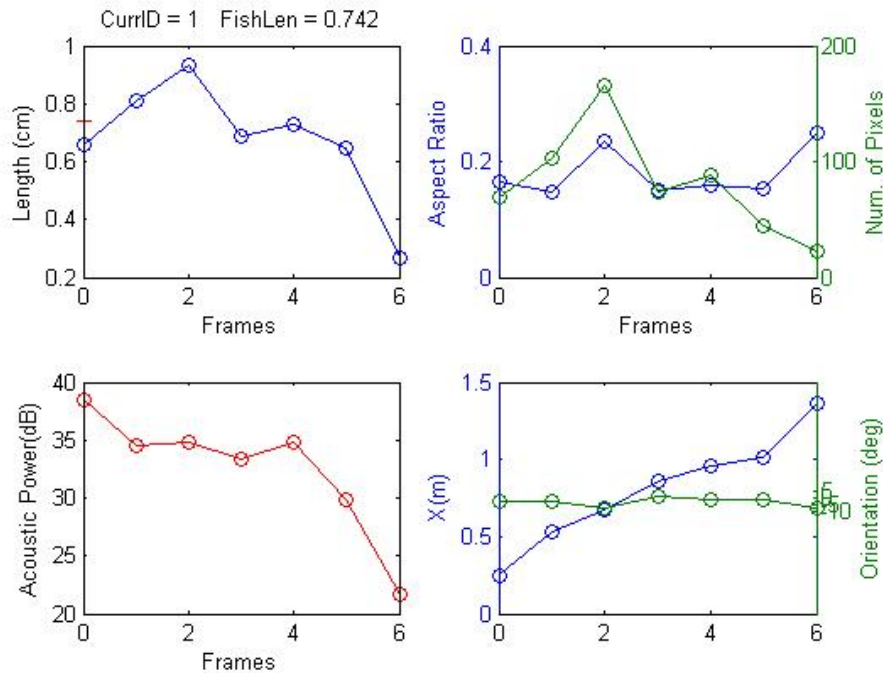 CurrID = 1 FishLen = 0.742
1
0.8
0.6
0.4
0.2
Length (cm)
0 2 4 6
Frames
0.4
0.2
0
Aspect Ratio
200
100
0
Num. of Pixels
0 2 4 6
Frames
40
35
30
25
20
Acoustic Power(dB)
0 2 4 6
Frames
1.5
1
0.5
0
X(m)
Orientation (deg)
0 2 4 6